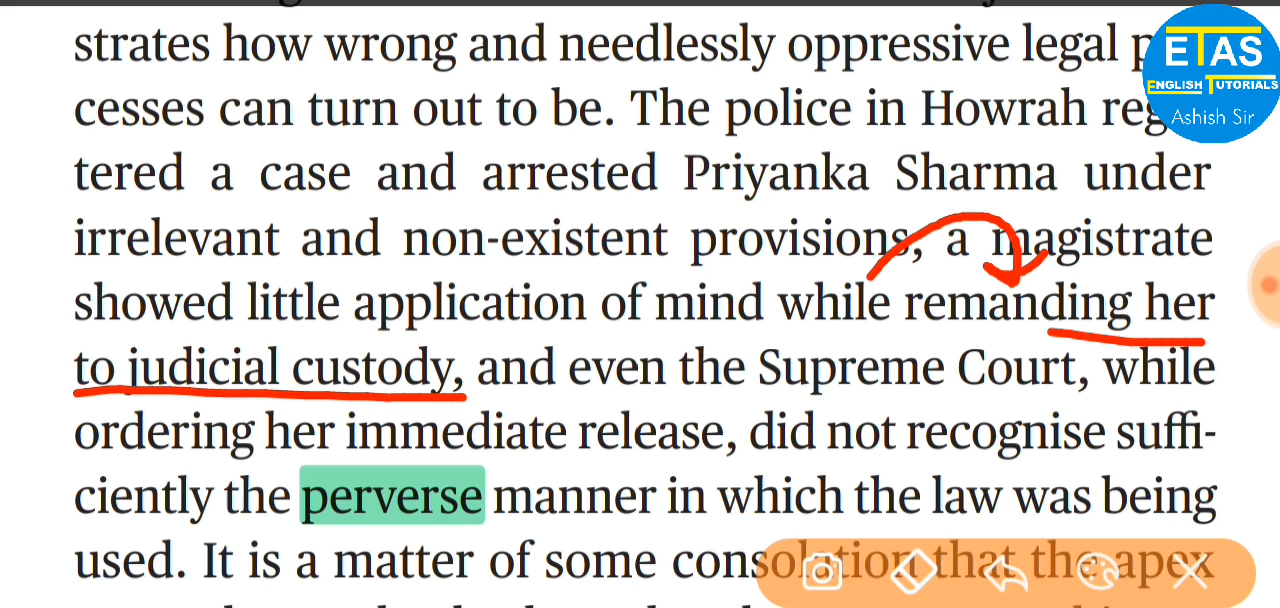 strates how wrong and needlessly oppressive legal
cesses can turn out to be. The police in Howrah
tered a case and arrested Priyanka Sharma under
irrelevant and non-existent provisions, a magistrate
showed little application of mind while remanding her
to judicial custody, and even the Supreme Court, while
ordering her immediate release, did not recognise suffi-
ciently the perverse manner in which the law was being
used. It is a matter of some consolation that the apex
ETAS
ENGLISH TUTORIALS
Ashish Sir